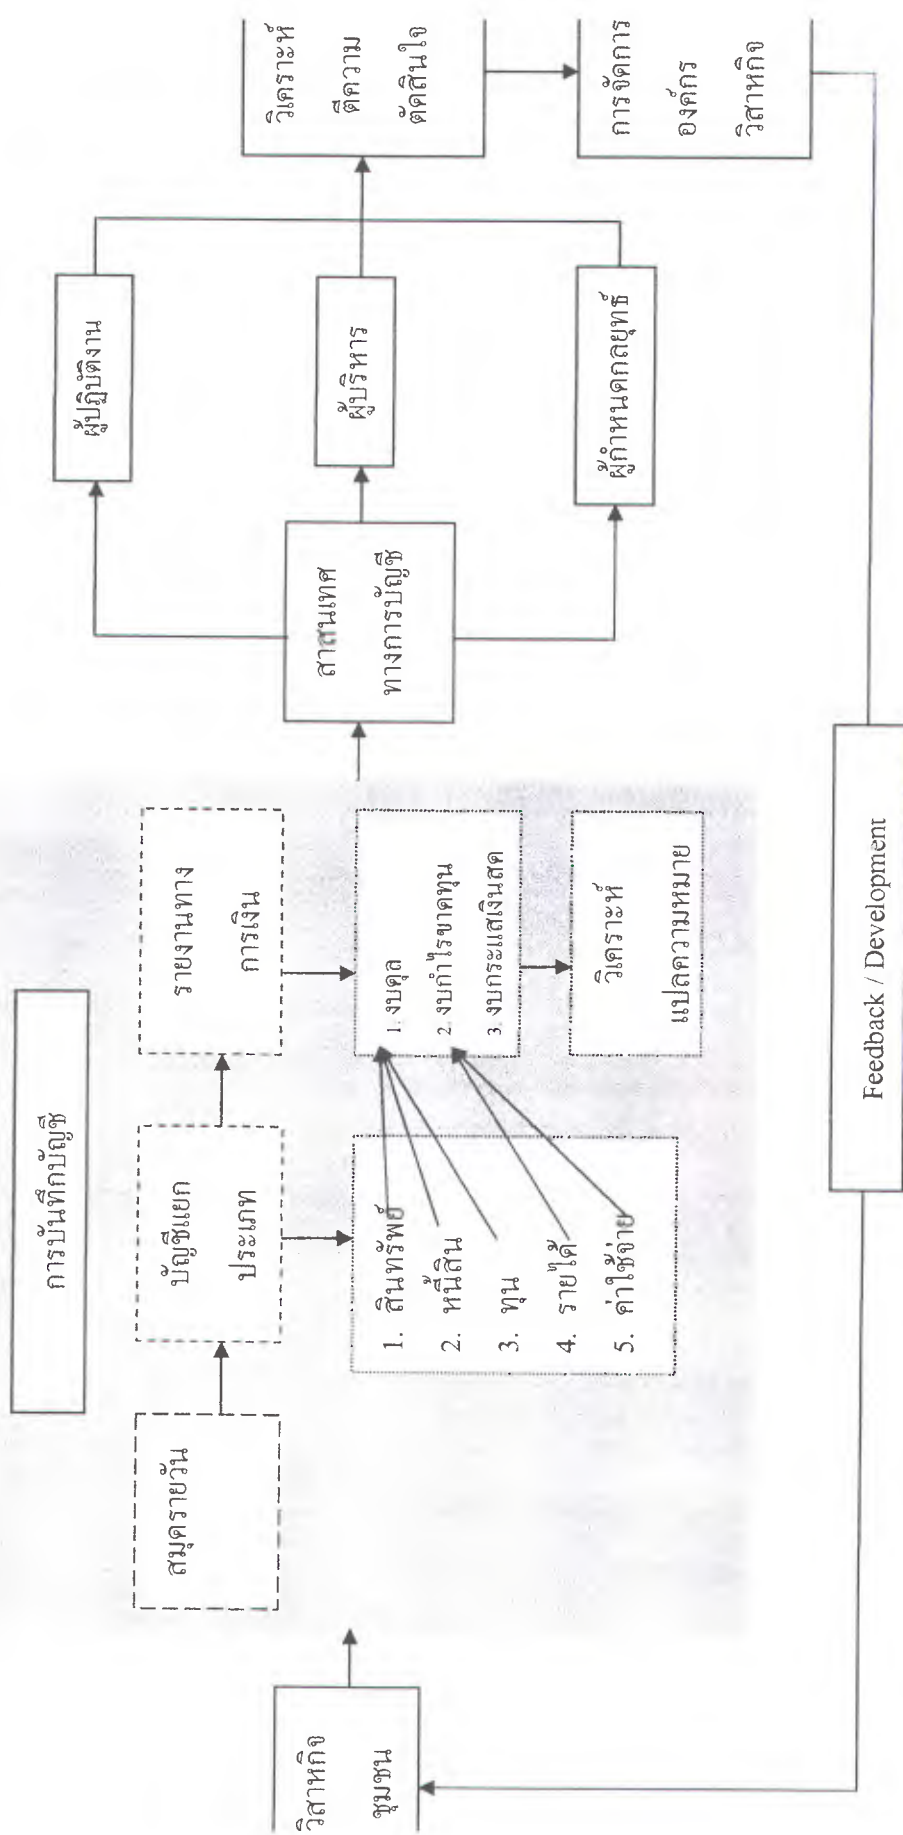 การบันทึกบัญชี
วิสาหกิจ
ชุมชน
สมุดรายวัน
บัญชีแยก
ประเภท
รายงานทาง
การเงิน
1. สินทรัพย์
2. หนี้สิน
3. ทุน
4. รายได้
5. ค่าใช้จ่าย
1. งบดุล
2. งบกำไรขาดทุน
3. งบกระแสเงินสด
วิเคราะห์
แปลความหมาย
สาสนเทศ
ทางการบัญชี
ผู้ปฏิบัติงาน
ผู้บริหาร
ผู้กำหนดกลยุทธ์
วิเคราะห์
ตีความ
ตัดสินใจ
การจัดการ
องค์กร
วิสาหกิจ
Feedback / Development